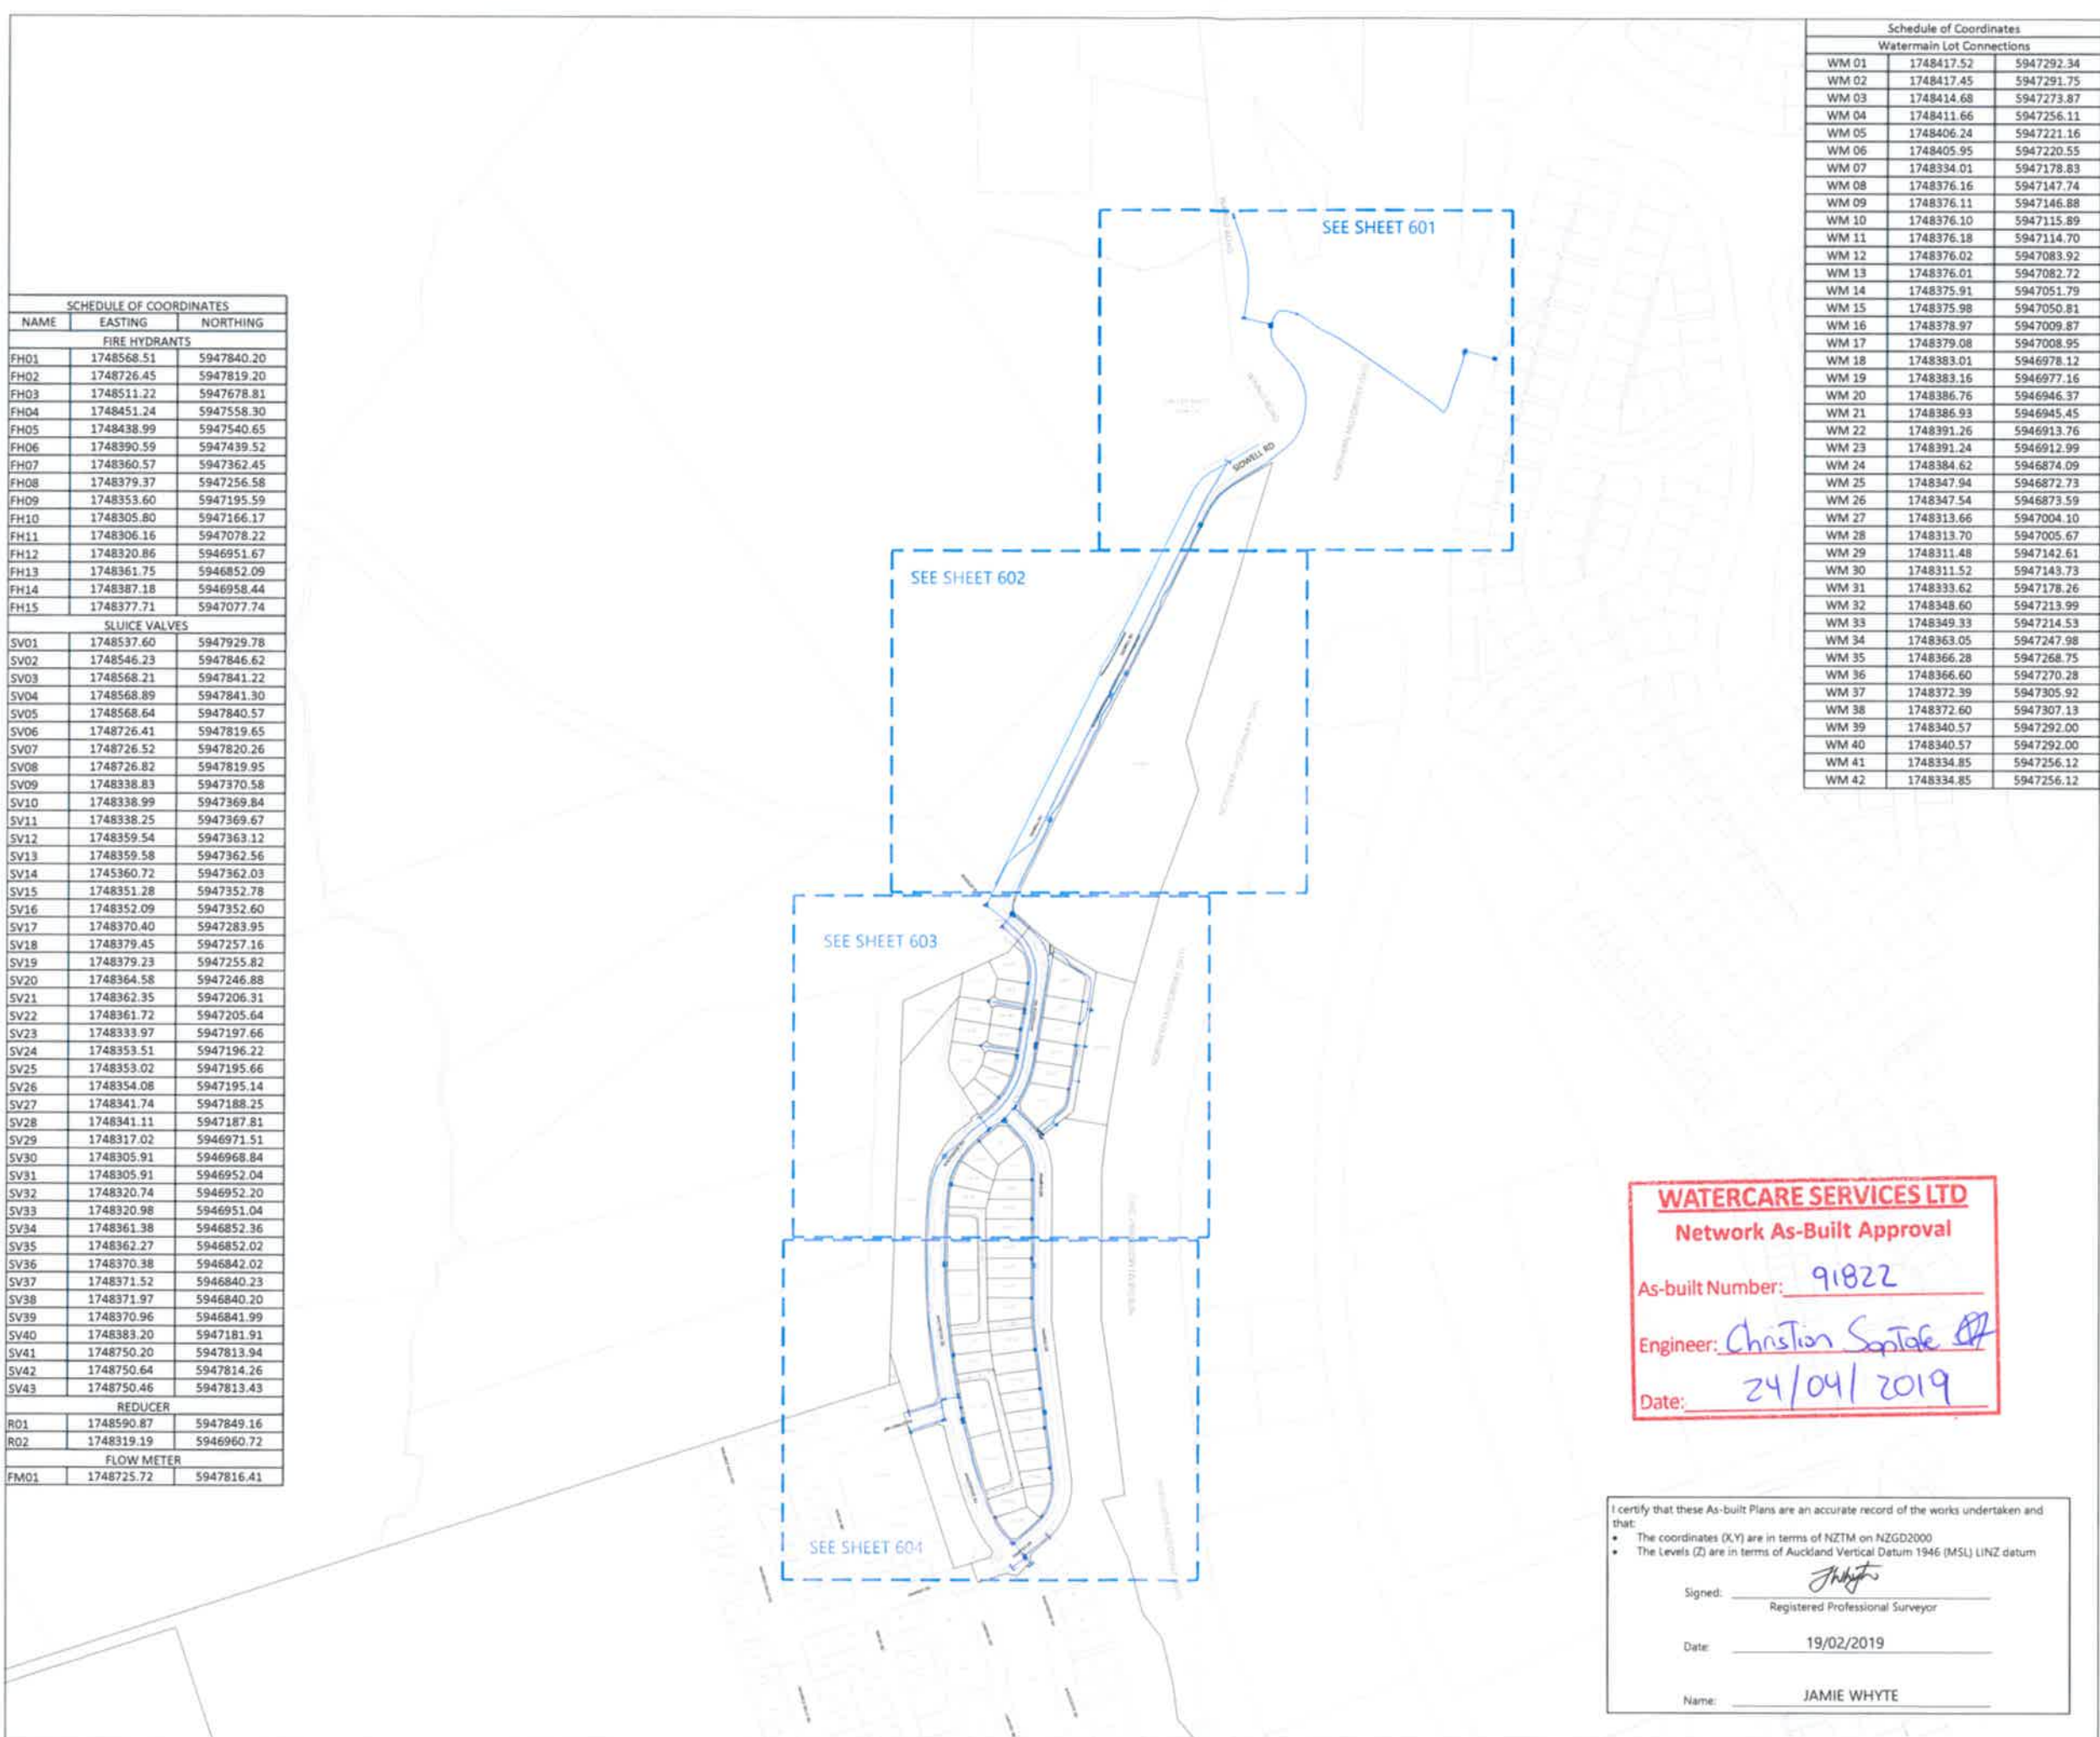 SCHEDULE OF COORDINATES
NAME EASTING NORTHING
FIRE HYDRANTS
FH01 1748568.51 5947840.20
FH02 1748726.45 5947819.20
FH03 1748511.22 5947678.81
FH04 1748451.24 5947558.30
FH05 1748438.99 5947540.65
FH06 1748390.59 5947439.52
FH07 1748360.57 5947362.45
FH08 1748379.37 5947256.58
FH09 1748353.60 5947195.59
FH10 1748305.80 5947166.17
FH11 1748306.16 5947078.22
FH12 1748320.86 5946951.67
FH13 1748361.75 5946852.09
FH14 1748387.18 5946958.44
FH15 1748377.71 5947077.74
SLUICE VALVES
SV01 1748537.60 5947929.78
SV02 1748546.23 5947846.62
SV03 1748568.21 5947841.22
SV04 1748568.89 5947841.30
SV05 1748568.64 5947840.57
SV06 1748726.41 5947819.65
SV07 1748726.52 5947820.26
SV08 1748726.82 5947819.95
SV09 1748338.83 5947370.58
SV10 1748338.99 5947369.84
SV11 1748338.25 5947369.67
SV12 1748359.54 5947363.12
SV13 1748359.58 5947362.56
SV14 1745360.72 5947362.03
SV15 1748351.28 5947352.78
SV16 1748352.09 5947352.60
SV17 1748370.40 5947283.95
SV18 1748379.45 5947257.16
SV19 1748379.23 5947255.82
SV20 1748364.58 5947246.88
SV21 1748362.35 5947206.31
SV22 1748361.72 5947205.64
SV23 1748333.97 5947197.66
SV24 1748353.51 5947196.22
SV25 1748353.02 5947195.66
SV26 1748354.08 5947195.14
SV27 1748341.74 5947188.25
SV28 1748341.11 5947187.81
SV29 1748317.02 5946971.51
SV30 1748305.91 5946968.84
SV31 1748305.91 5946952.04
SV32 1748320.74 5946952.20
SV33 1748320.98 5946951.04
SV34 1748361.38 5946852.36
SV35 1748362.27 5946852.02
SV36 1748370.38 5946842.02
SV37 1748371.52 5946840.23
SV38 1748371.97 5946840.20
SV39 1748370.96 5946841.99
SV40 1748383.20 5947181.91
SV41 1748750.20 5947813.94
SV42 1748750.64 5947814.26
SV43 1748750.46 5947813.43
REDUCER
R01 1748590.87 5947849.16
R02 1748319.19 5946960.72
FLOW METER
FM01 1748725.72 5947816.41
SEE SHEET 601
SIDWELL RD
NORTHERN MOTORWAY (SH1)
SEE SHEET 602
NORTHERN MOTORWAY (SH1)
SEE SHEET 603
NORTHERN MOTORWAY (SH1)
SEE SHEET 604
Schedule of Coordinates
Watermain Lot Connections
WM 01 1748417.52 5947292.34
WM 02 1748417.45 5947291.75
WM 03 1748414.68 5947273.87
WM 04 1748411.66 5947256.11
WM 05 1748406.24 5947221.16
WM 06 1748405.95 5947220.55
WM 07 1748334.01 5947178.83
WM 08 1748376.16 5947147.74
WM 09 1748376.11 5947146.88
WM 10 1748376.10 5947115.89
WM 11 1748376.18 5947114.70
WM 12 1748376.02 5947083.92
WM 13 1748376.01 5947082.72
WM 14 1748375.91 5947051.79
WM 15 1748375.98 5947050.81
WM 16 1748378.97 5947009.87
WM 17 1748379.08 5947008.95
WM 18 1748383.01 5946978.12
WM 19 1748383.16 5946977.16
WM 20 1748386.76 5946946.37
WM 21 1748386.93 5946945.45
WM 22 1748391.26 5946913.76
WM 23 1748391.24 5946912.99
WM 24 1748384.62 5946874.09
WM 25 1748347.94 5946872.73
WM 26 1748347.54 5946873.59
WM 27 1748313.66 5947004.10
WM 28 1748313.70 5947005.67
WM 29 1748311.48 5947142.61
WM 30 1748311.52 5947143.73
WM 31 1748333.62 5947178.26
WM 32 1748348.60 5947213.99
WM 33 1748349.33 5947214.53
WM 34 1748363.05 5947247.98
WM 35 1748366.28 5947268.75
WM 36 1748366.60 5947270.28
WM 37 1748372.39 5947305.92
WM 38 1748372.60 5947307.13
WM 39 1748340.57 5947292.00
WM 40 1748340.57 5947292.00
WM 41 1748334.85 5947256.12
WM 42 1748334.85 5947256.12
WATERCARE SERVICES LTD
Network As-Built Approval
As-built Number: 91822
Engineer: Christian
Date: 24/04/2019
I certify that these As-built Plans are an accurate record of the works undertaken and
that:
• The coordinates (X,Y) are in terms of NZTM on NZGD2000
• The Levels (Z) are in terms of Auckland Vertical Datum 1946 (MSL) LINZ datum
Signed:
Registered Professional Surveyor
Date: 19/02/2019
Name: JAMIE WHYTE